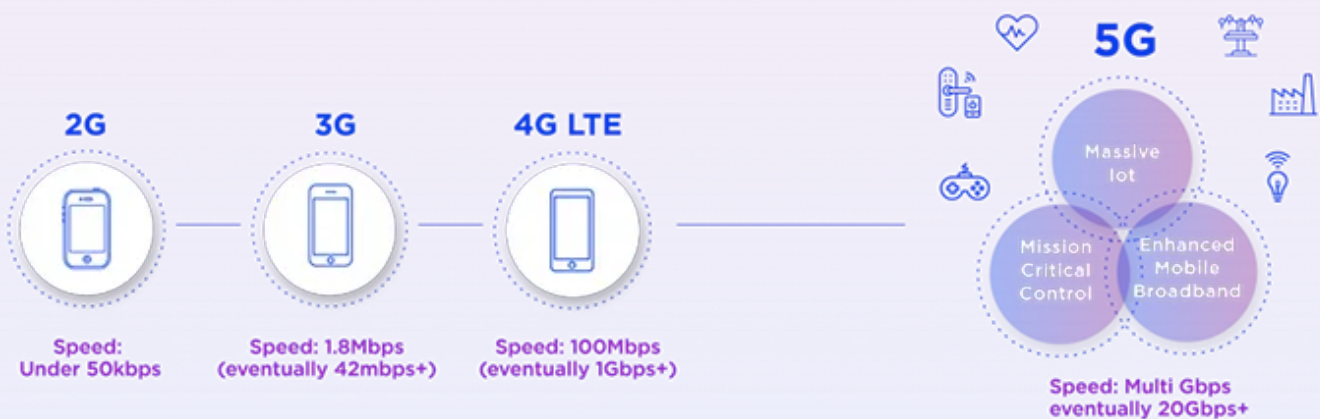 2G
Speed:
Under 50kbps
3G
Speed: 1.8Mbps
(eventually 42mbps+)
4G LTE
Speed: 100Mbps
(eventually 1Gbps+)
5G
Massive
Iot
Mission
Critical
Control
Enhanced
Mobile
Broadband
Speed: Multi Gbps
eventually 20Gbps+